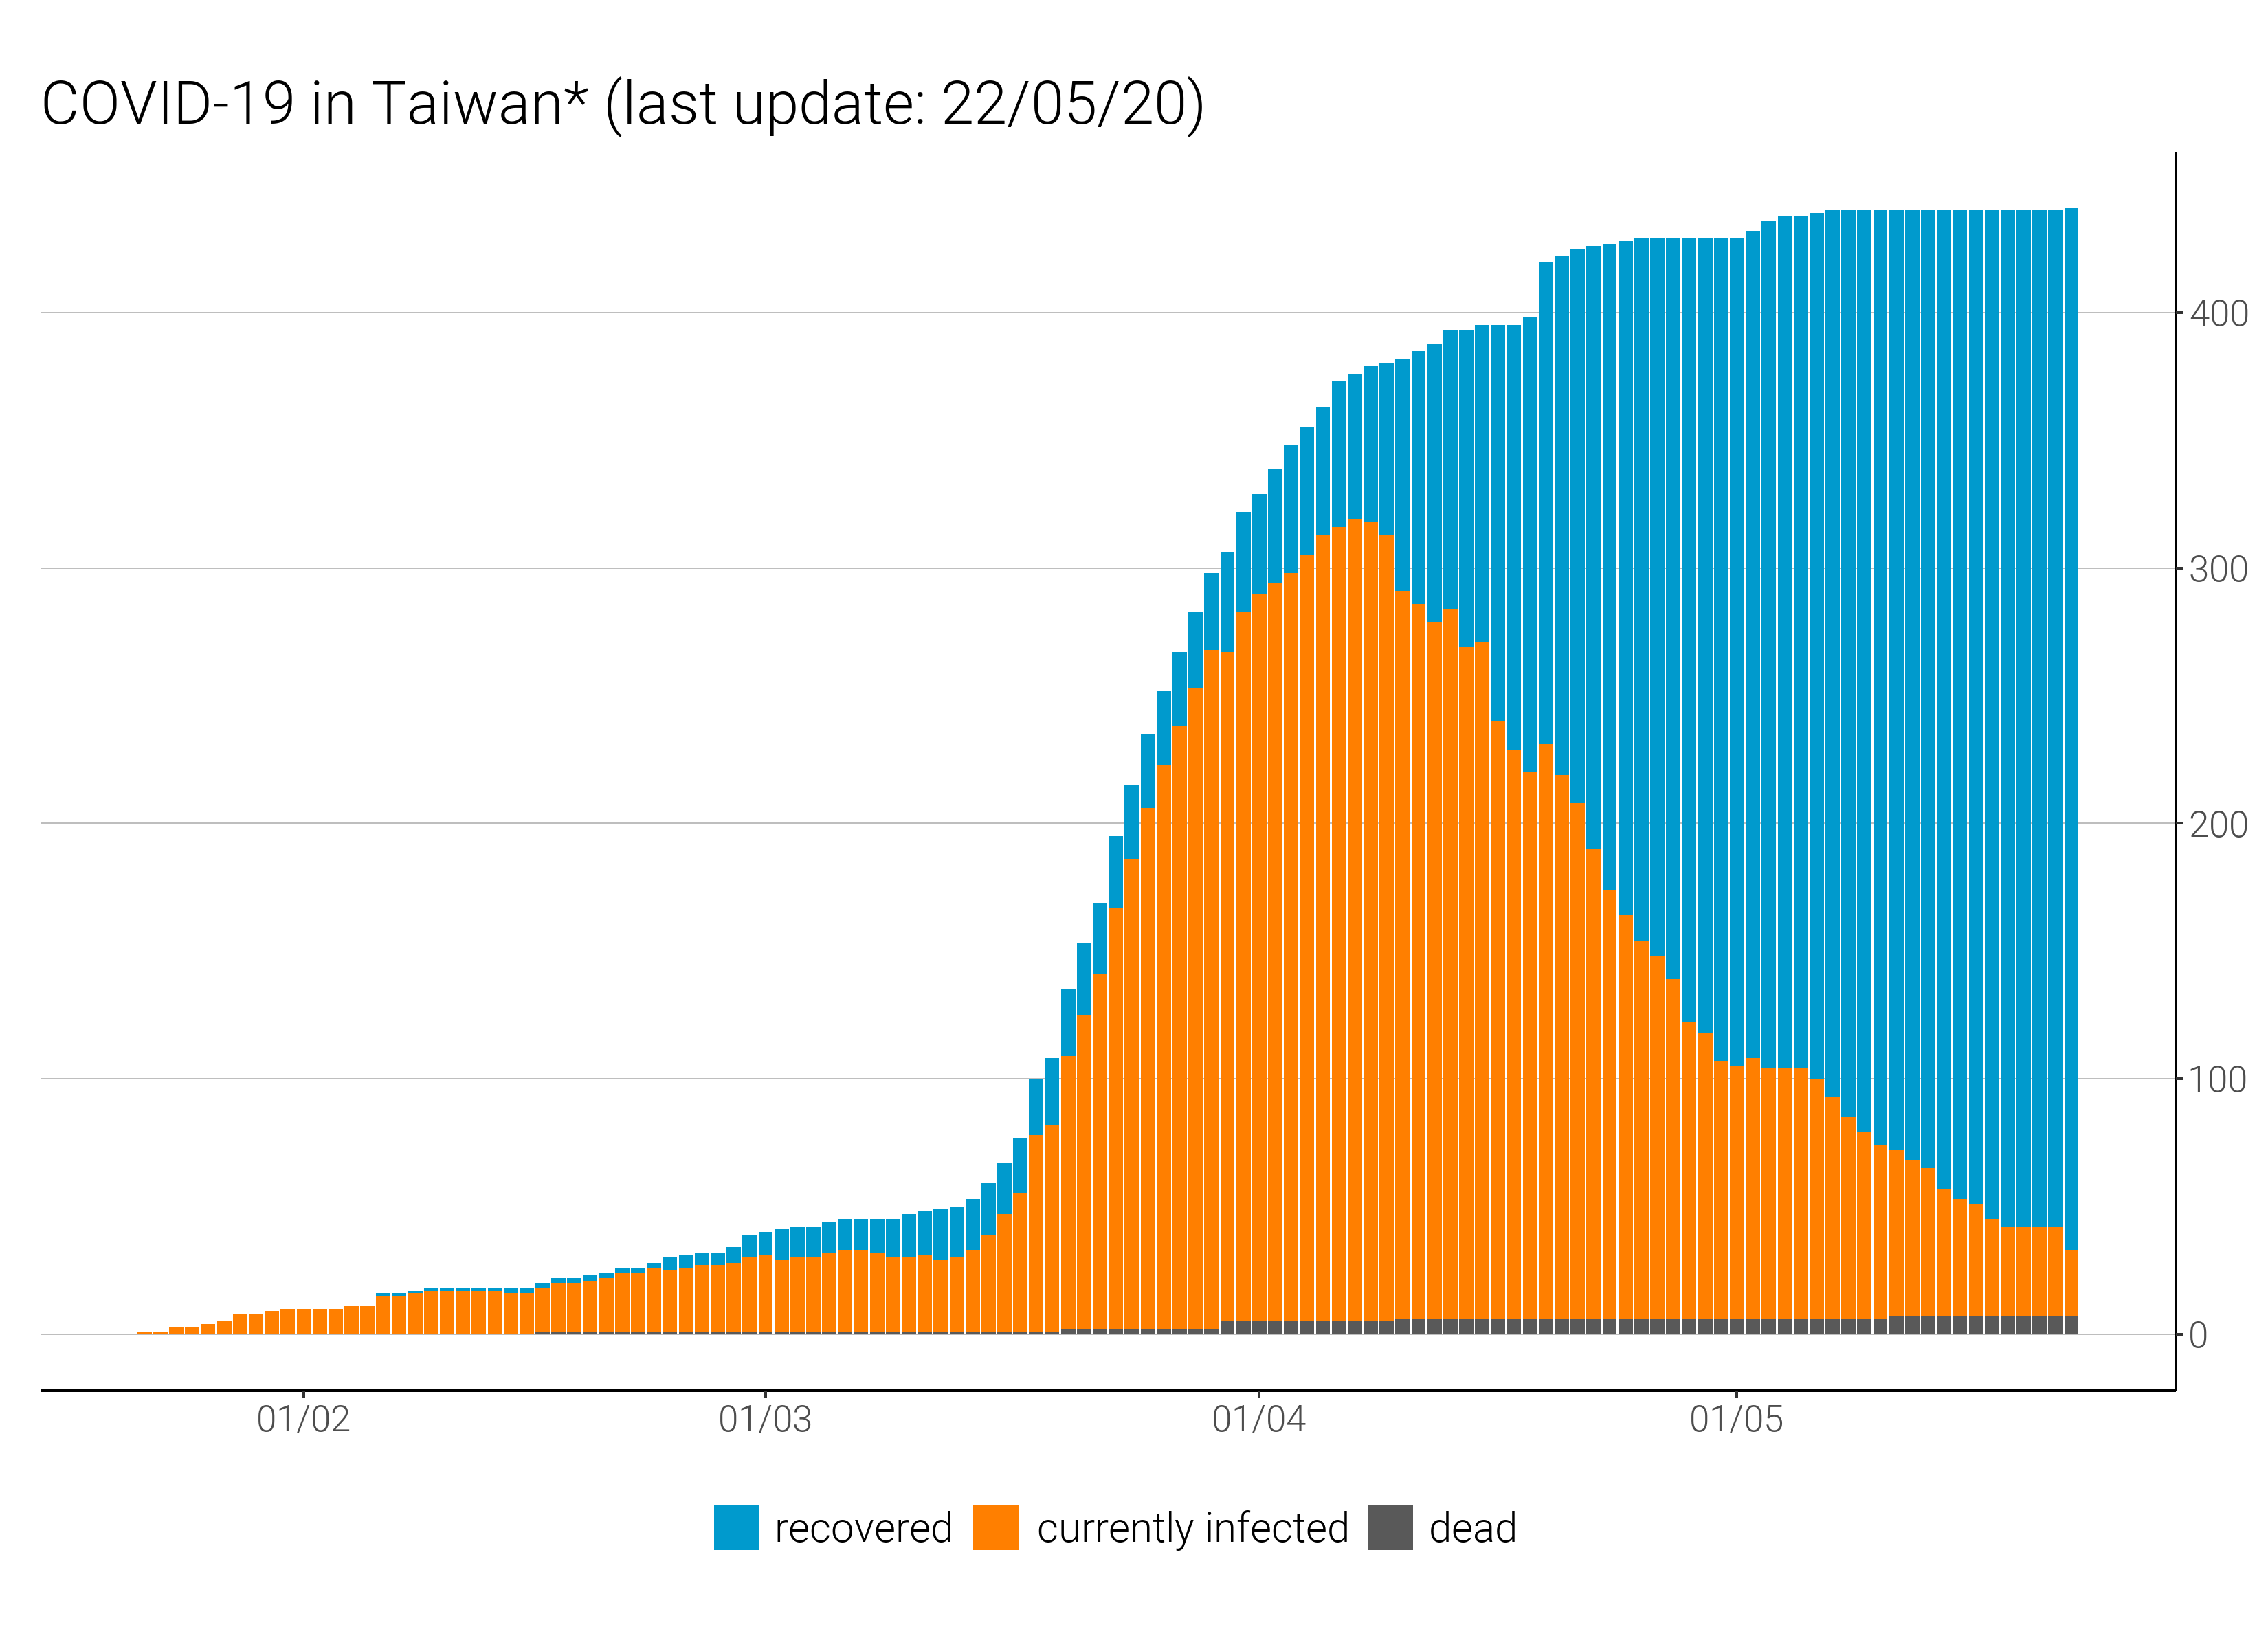 COVID-19 in Taiwan* (last update: 22/05/20)
400
300
200
100
0
01/02 01/03 01/04 01/05
recovered currently infected dead